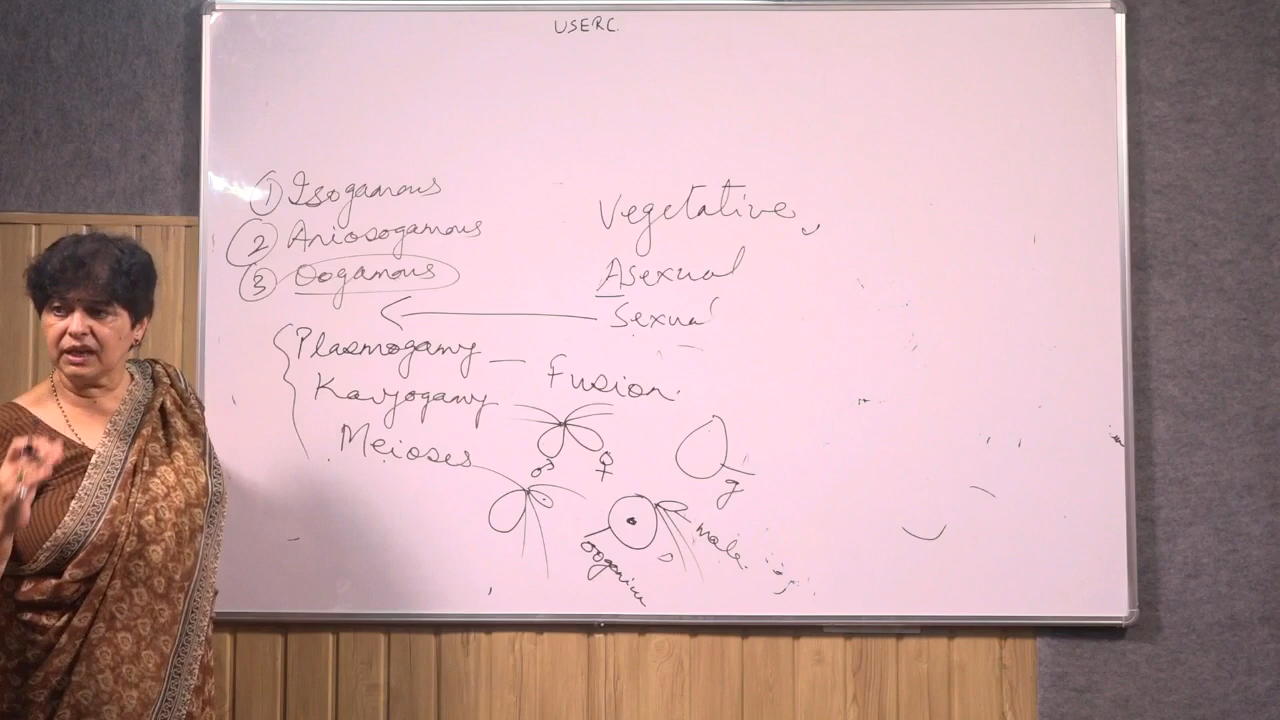 USERC.
① Isogamous
② Aniosogamous
③ Oogamous
Vegetative
Asexual
Sexual
Plasmogamy — Fusion.
Karyogamy
Meioses
♂ ♀
g
male
oogonium